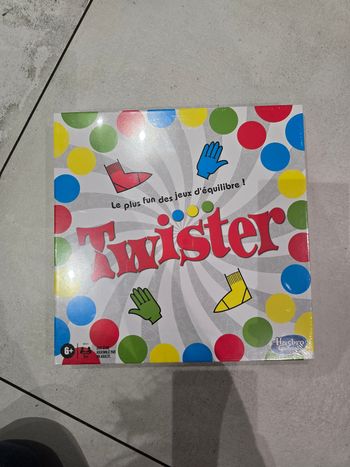 Le plus fun des jeux d'équilibre !
Twister
6+
Hasbro